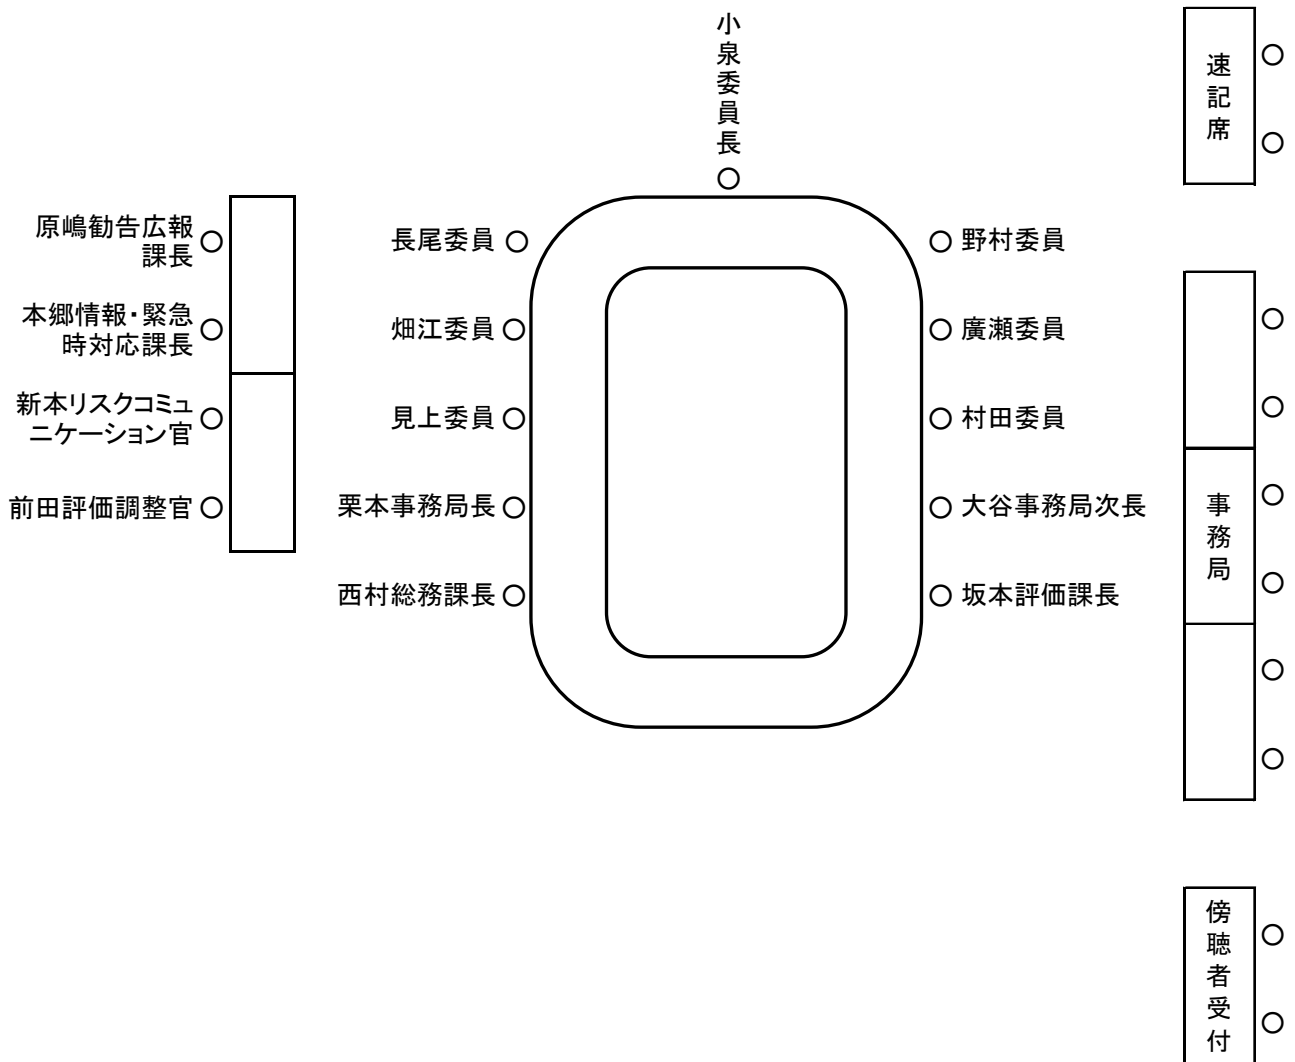 小泉委員長
速記席
原嶋勧告広報
課長
本郷情報・緊急
時対応課長
新本リスクコミュ
ニケーション官
前田評価調整官
長尾委員
畑江委員
見上委員
栗本事務局長
西村総務課長
野村委員
廣瀬委員
村田委員
大谷事務局次長
坂本評価課長
事務局
傍聴者受付